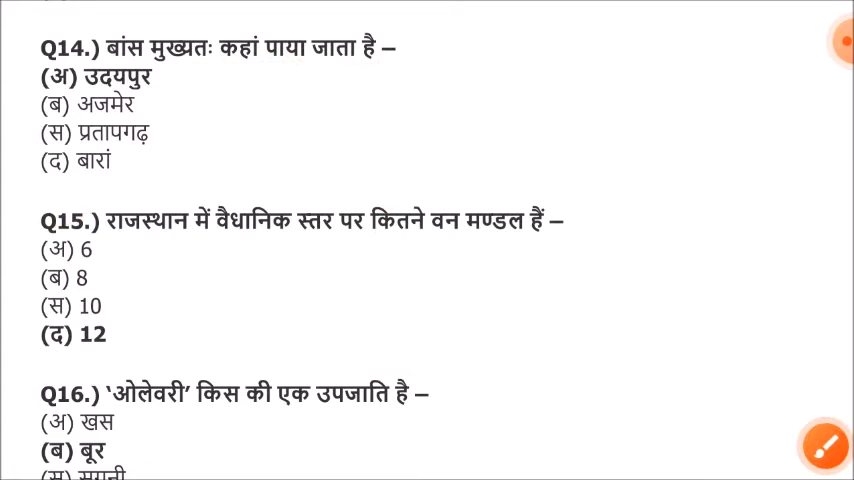 Q14.) बांस मुख्यतः कहां पाया जाता है –
(अ) उदयपुर
(ब) अजमेर
(स) प्रतापगढ़
(द) बारां
Q15.) राजस्थान में वैधानिक स्तर पर कितने वन मण्डल हैं –
(अ) 6
(ब) 8
(स) 10
(द) 12
Q16.) ‘ओलेवरी’ किस की एक उपजाति है –
(अ) खस
(ब) बूर
(स)